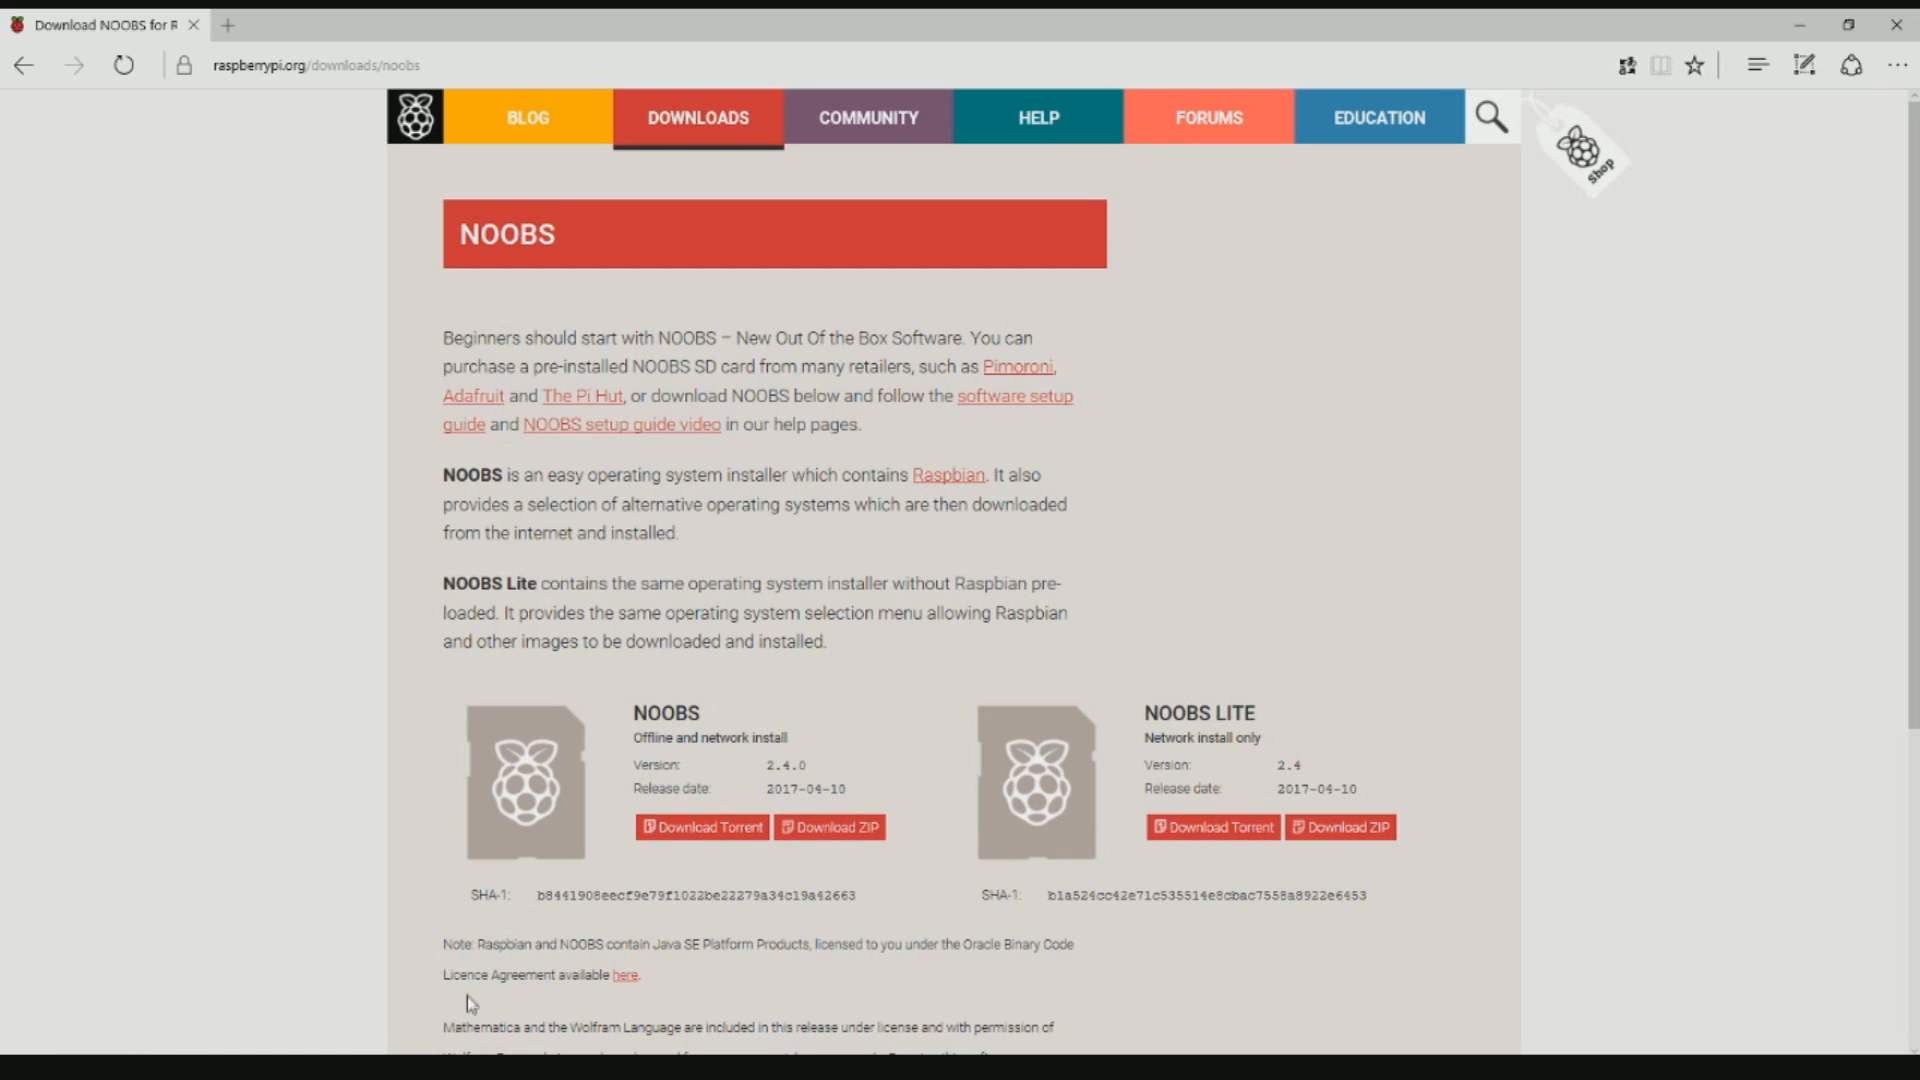 Download NOOBS for R
raspberrypi.org/downloads/noobs
BLOG DOWNLOADS COMMUNITY HELP FORUMS EDUCATION
Shop
NOOBS
Beginners should start with NOOBS – New Out Of the Box Software. You can
purchase a pre-installed NOOBS SD card from many retailers, such as Pimoroni,
Adafruit and The Pi Hut, or download NOOBS below and follow the software setup
guide and NOOBS setup guide video in our help pages.
NOOBS is an easy operating system installer which contains Raspbian. It also
provides a selection of alternative operating systems which are then downloaded
from the internet and installed.
NOOBS Lite contains the same operating system installer without Raspbian pre-
loaded. It provides the same operating system selection menu allowing Raspbian
and other images to be downloaded and installed.
NOOBS
Offline and network install
Version: 2.4.0
Release date: 2017-04-10
Download Torrent Download ZIP
SHA-1: b8441908eecf9e79f1022be22279a34c19a42663
NOOBS LITE
Network install only
Version: 2.4
Release date: 2017-04-10
Download Torrent Download ZIP
SHA-1: b1a524cc42e71c535514e8cbac7558a8922e6453
Note: Raspbian and NOOBS contain Java SE Platform Products, licensed to you under the Oracle Binary Code
Licence Agreement available here.
Mathematica and the Wolfram Language are included in this release under license and with permission of